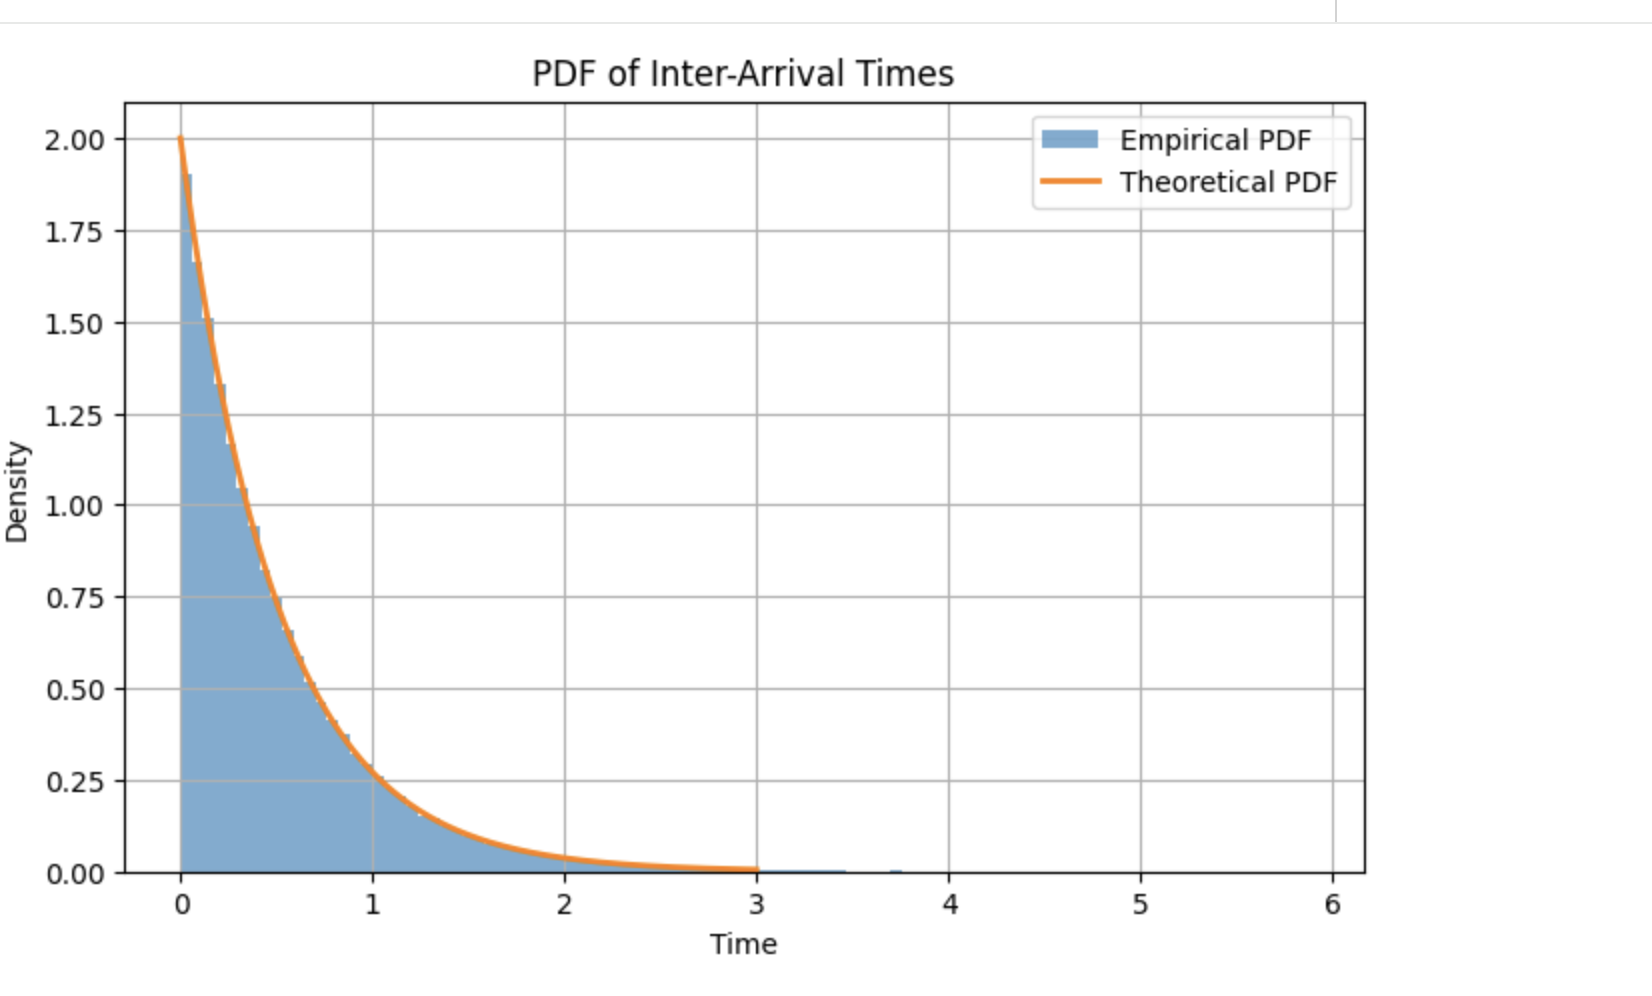 PDF of Inter-Arrival Times
Empirical PDF
Theoretical PDF
2.00
1.75
1.50
1.25
1.00
0.75
0.50
0.25
0.00
Density
0 1 2 3 4 5 6
Time